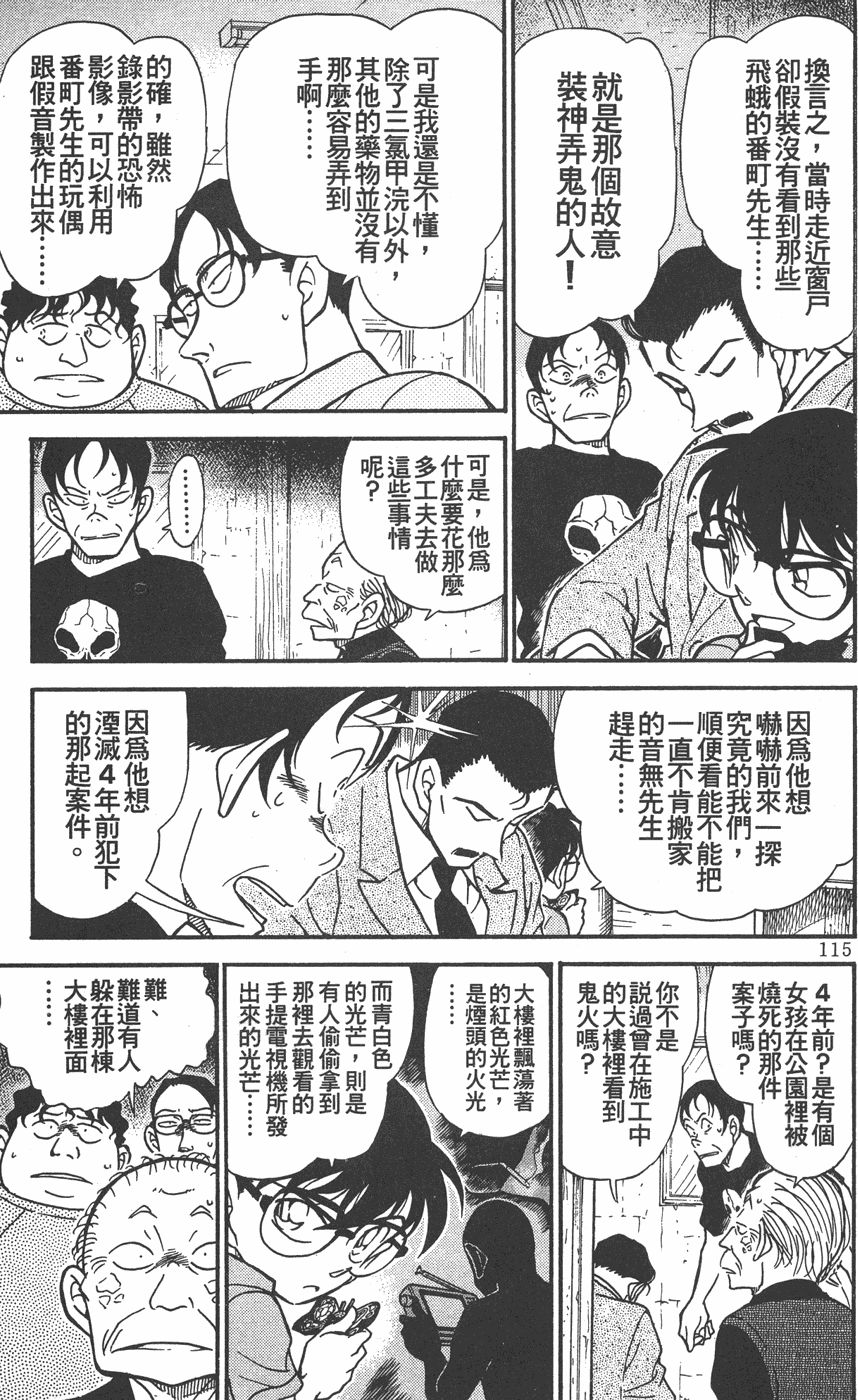 換言之，當時走近窗戶
卻假裝沒有看到那些
飛蛾的番町先生……
就是那個故意
裝神弄鬼的人！
可是我還是不懂，
除了三氯甲浣以外，
其他的藥物並沒有
那麼容易弄到
手啊……
的確，雖然
錄影帶的恐怖
影像，可以利用
番町先生的玩偶
跟假音製作出來……
可是，他為
什麼要花那麼
多工夫去做
這些事情
呢？
………
因為他想
嚇嚇前來一探
究竟的我們，
順便看能不能把
一直不肯搬家
的音無先生
趕走……
因為他想
湮滅4年前犯下
的那起案件。
115
4年前？是有個
女孩在公園裡被
燒死的那件
案子嗎？
你不是
説過曾在施工中
的大樓裡看到
鬼火嗎？
大樓裡飄蕩著
的紅色光芒，
是煙頭的火光
……
而青白色
的光芒，則是
有人偷偷拿到
那裡去觀看的
手提電視機所發
出來的光芒……
難、
難道有人
躲在那棟
大樓裡面
……